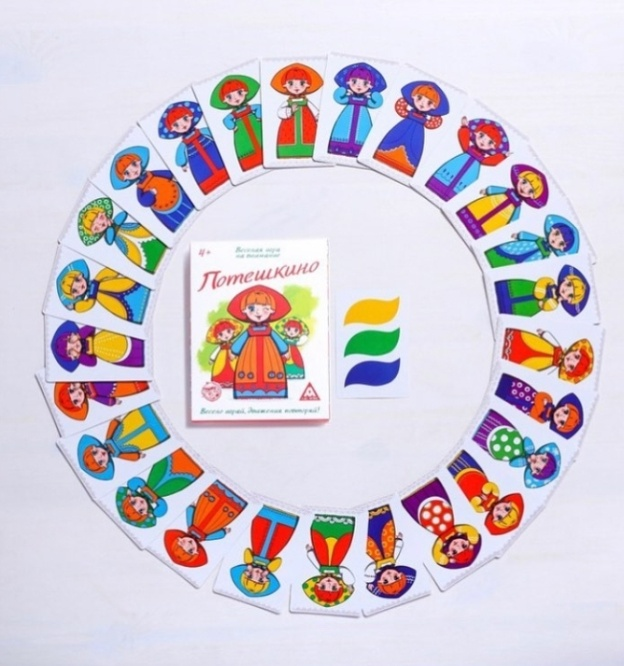 4+
Весёлая игра
на внимание
Потешкино
Весело играй, движения повторяй!